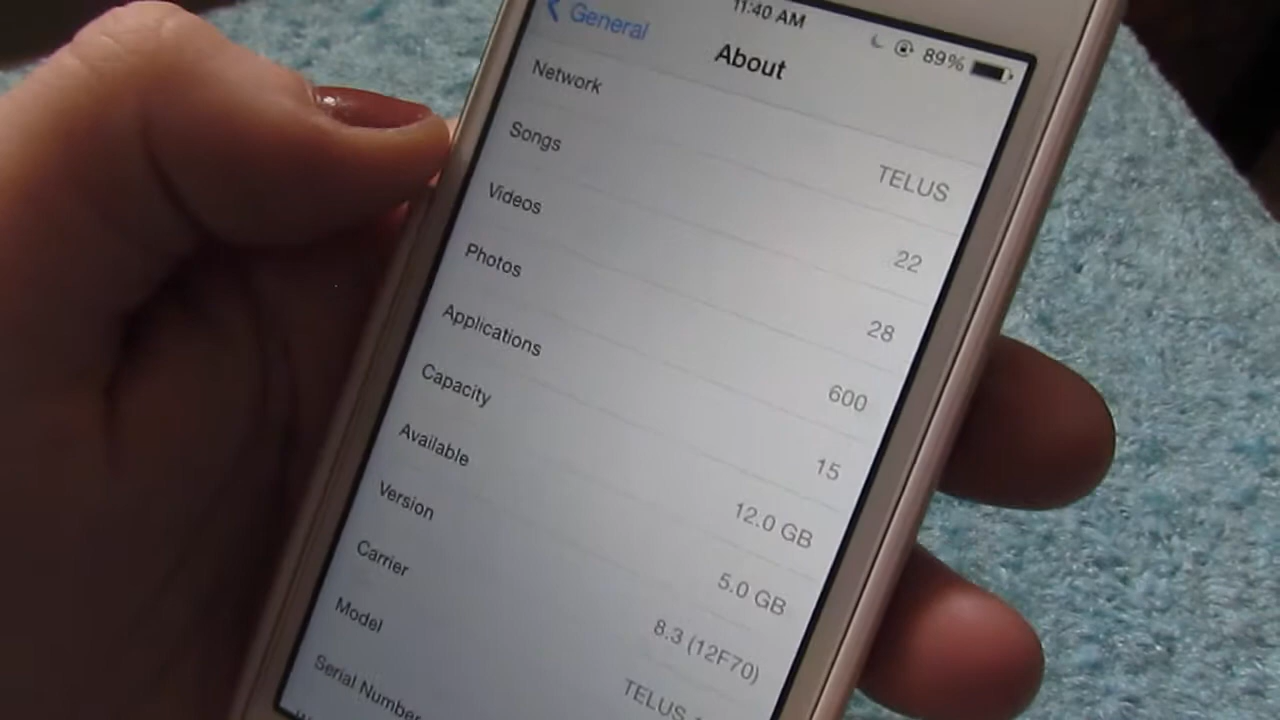 11:40 AM 89%
General About
Network TELUS
Songs 22
Videos 28
Photos 600
Applications 15
Capacity 12.0 GB
Available 5.0 GB
Version 8.3 (12F70)
Carrier TELUS
Model
Serial Number